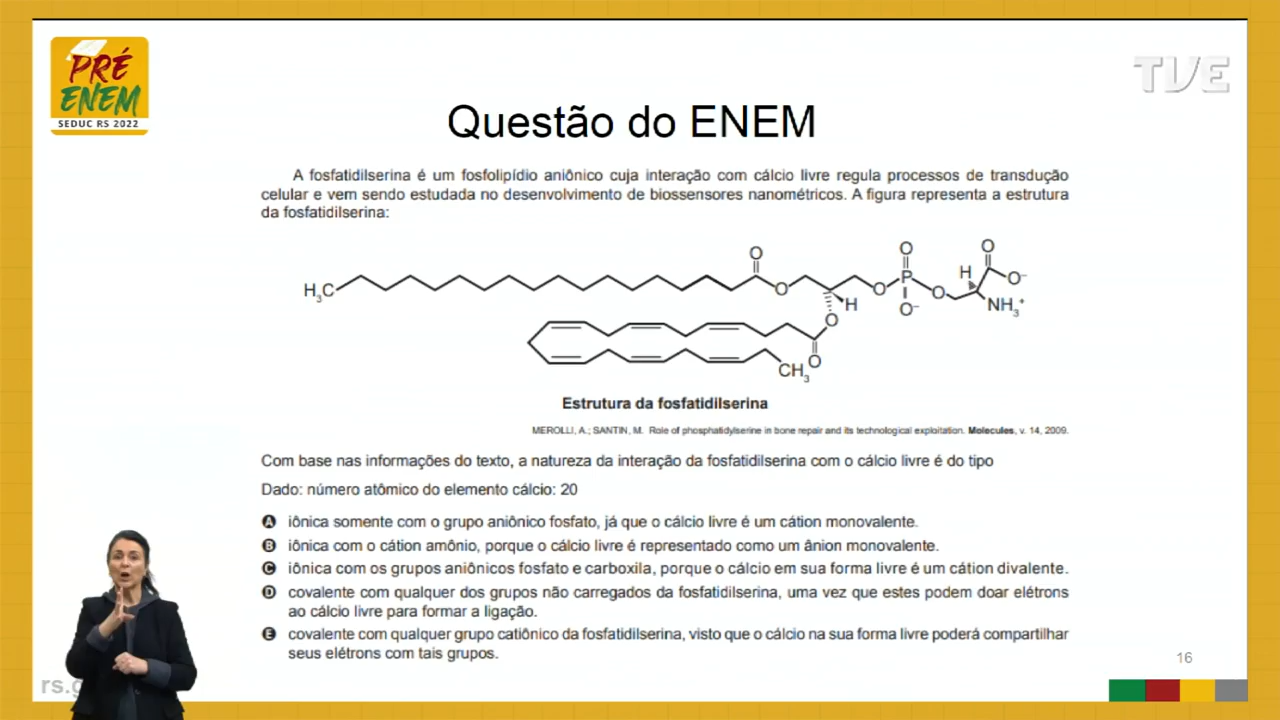 PRÉ
ENEM
SEDUC RS 2022
TVE
Questão do ENEM
A fosfatidilserina é um fosfolipídio aniônico cuja interação com cálcio livre regula processos de transdução
celular e vem sendo estudada no desenvolvimento de biossensores nanométricos. A figura representa a estrutura
da fosfatidilserina:
H₃C
O
O
O
H
O
O
P
O⁻
O
H
O
O⁻
NH₃⁺
O
CH₃
Estrutura da fosfatidilserina
MEROLLI, A.; SANTIN, M. Role of phosphatidylserine in bone repair and its technological exploitation. Molecules, v. 14, 2009.
Com base nas informações do texto, a natureza da interação da fosfatidilserina com o cálcio livre é do tipo
Dado: número atômico do elemento cálcio: 20
A iônica somente com o grupo aniônico fosfato, já que o cálcio livre é um cátion monovalente.
B iônica com o cátion amônio, porque o cálcio livre é representado como um ânion monovalente.
C iônica com os grupos aniônicos fosfato e carboxila, porque o cálcio em sua forma livre é um cátion divalente.
D covalente com qualquer dos grupos não carregados da fosfatidilserina, uma vez que estes podem doar elétrons
ao cálcio livre para formar a ligação.
E covalente com qualquer grupo catiônico da fosfatidilserina, visto que o cálcio na sua forma livre poderá compartilhar
seus elétrons com tais grupos.
16
rs.g